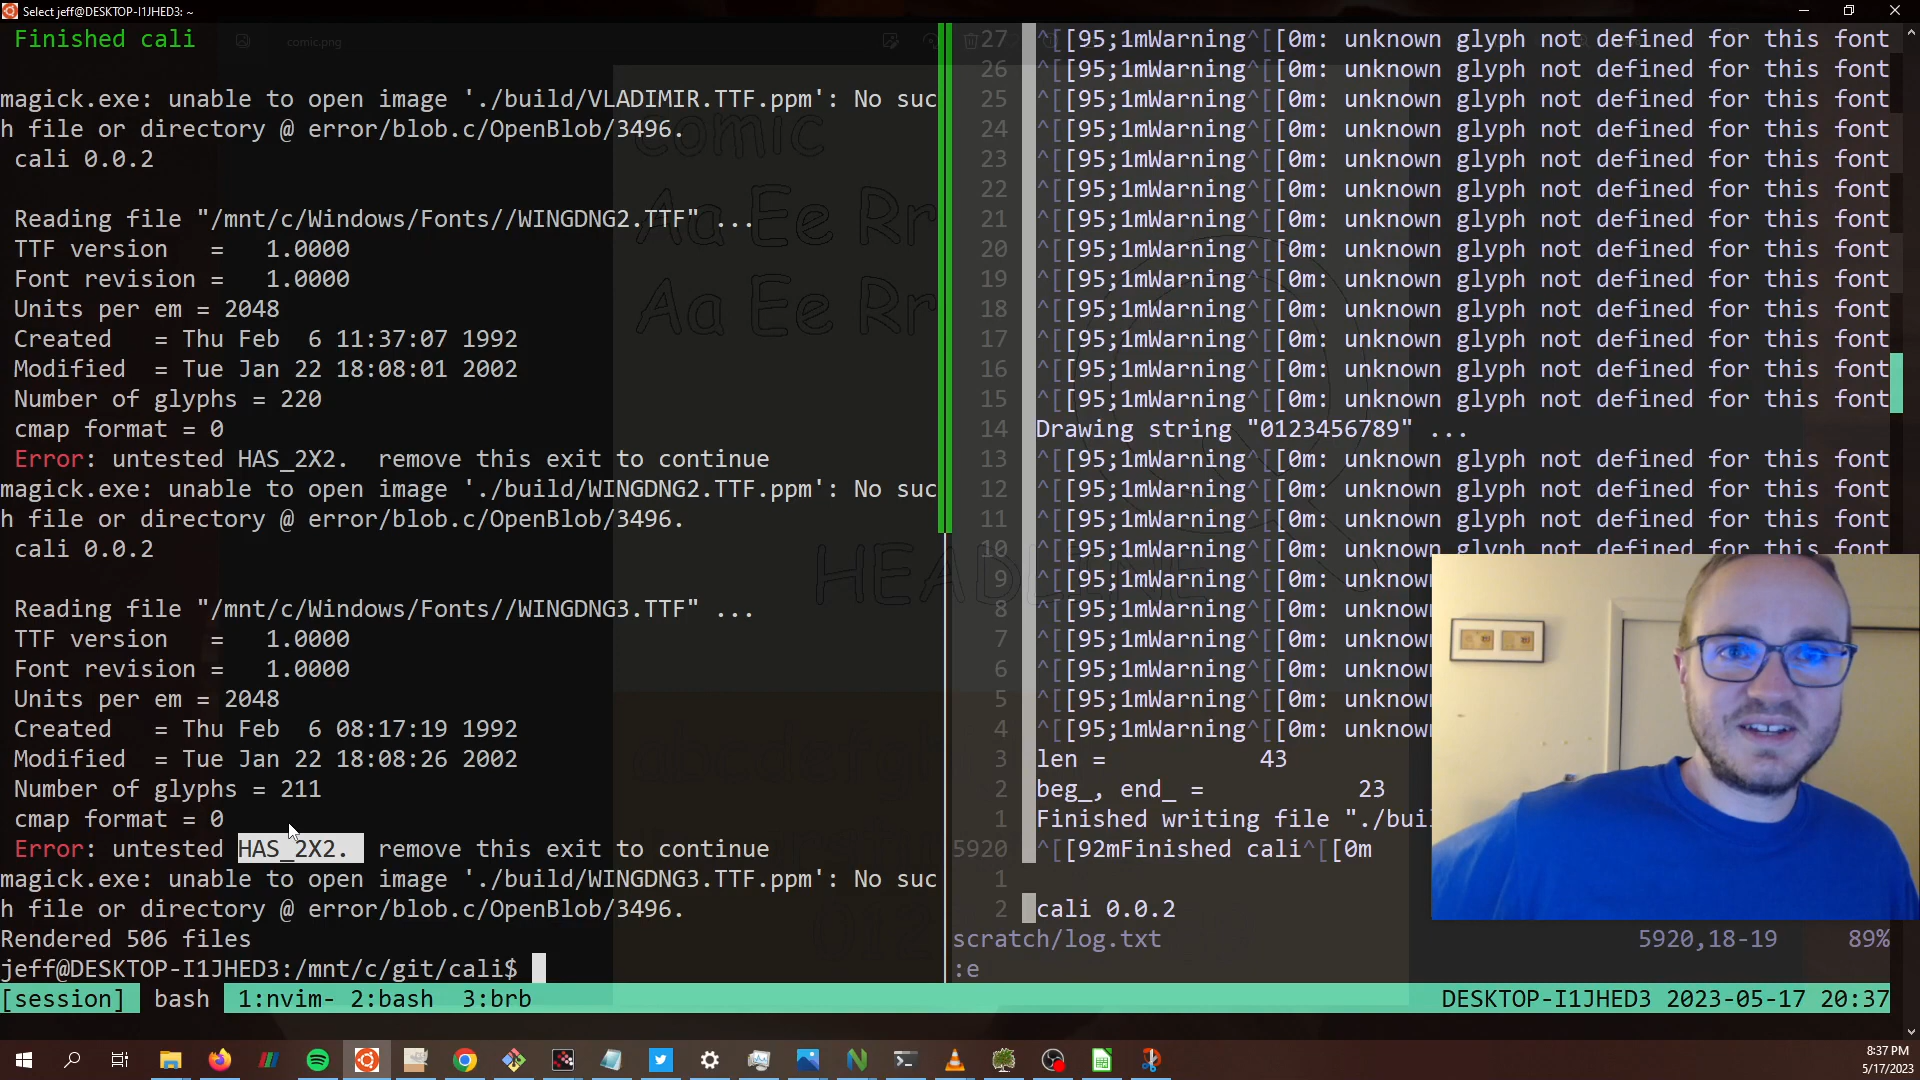 Select jeff@DESKTOP-I1JHED3: ~
Finished cali
comic.png
magick.exe: unable to open image './build/VLADIMIR.TTF.ppm': No suc
h file or directory @ error/blob.c/OpenBlob/3496.
cali 0.0.2
Reading file "/mnt/c/Windows/Fonts//WINGDNG2.TTF" ...
TTF version   =   1.0000
Font revision =   1.0000
Units per em = 2048
Created   = Thu Feb  6 11:37:07 1992
Modified  = Tue Jan 22 18:08:01 2002
Number of glyphs = 220
cmap format = 0
Error: untested HAS_2X2.  remove this exit to continue
magick.exe: unable to open image './build/WINGDNG2.TTF.ppm': No suc
h file or directory @ error/blob.c/OpenBlob/3496.
cali 0.0.2
Reading file "/mnt/c/Windows/Fonts//WINGDNG3.TTF" ...
TTF version   =   1.0000
Font revision =   1.0000
Units per em = 2048
Created   = Thu Feb  6 08:17:19 1992
Modified  = Tue Jan 22 18:08:26 2002
Number of glyphs = 211
cmap format = 0
Error: untested HAS_2X2.  remove this exit to continue
magick.exe: unable to open image './build/WINGDNG3.TTF.ppm': No suc
h file or directory @ error/blob.c/OpenBlob/3496.
Rendered 506 files
jeff@DESKTOP-I1JHED3:/mnt/c/git/cali$
comic
Aa Ee Rr
Aa Ee Rr
HEADLINE
27 ^[[95;1mWarning^[[0m: unknown glyph not defined for this font
26 ^[[95;1mWarning^[[0m: unknown glyph not defined for this font
25 ^[[95;1mWarning^[[0m: unknown glyph not defined for this font
24 ^[[95;1mWarning^[[0m: unknown glyph not defined for this font
23 ^[[95;1mWarning^[[0m: unknown glyph not defined for this font
22 ^[[95;1mWarning^[[0m: unknown glyph not defined for this font
21 ^[[95;1mWarning^[[0m: unknown glyph not defined for this font
20 ^[[95;1mWarning^[[0m: unknown glyph not defined for this font
19 ^[[95;1mWarning^[[0m: unknown glyph not defined for this font
18 ^[[95;1mWarning^[[0m: unknown glyph not defined for this font
17 ^[[95;1mWarning^[[0m: unknown glyph not defined for this font
16 ^[[95;1mWarning^[[0m: unknown glyph not defined for this font
15 ^[[95;1mWarning^[[0m: unknown glyph not defined for this font
14 Drawing string "0123456789" ...
13 ^[[95;1mWarning^[[0m: unknown glyph not defined for this font
12 ^[[95;1mWarning^[[0m: unknown glyph not defined for this font
11 ^[[95;1mWarning^[[0m: unknown glyph not defined for this font
10 ^[[95;1mWarning^[[0m: unknown glyph not defined for this font
9 ^[[95;1mWarning^[[0m: unknown
8 ^[[95;1mWarning^[[0m: unknown
7 ^[[95;1mWarning^[[0m: unknown
6 ^[[95;1mWarning^[[0m: unknown
5 ^[[95;1mWarning^[[0m: unknown
4 ^[[95;1mWarning^[[0m: unknown
3 len =           43
2 beg_, end_ =           23
1 Finished writing file "./buil
5920 ^[[92mFinished cali^[[0m
1
2 cali 0.0.2
scratch/log.txt 5920,18-19 89%
:e
[session] bash 1:nvim- 2:bash 3:brb DESKTOP-I1JHED3 2023-05-17 20:37
8:37 PM
5/17/2023